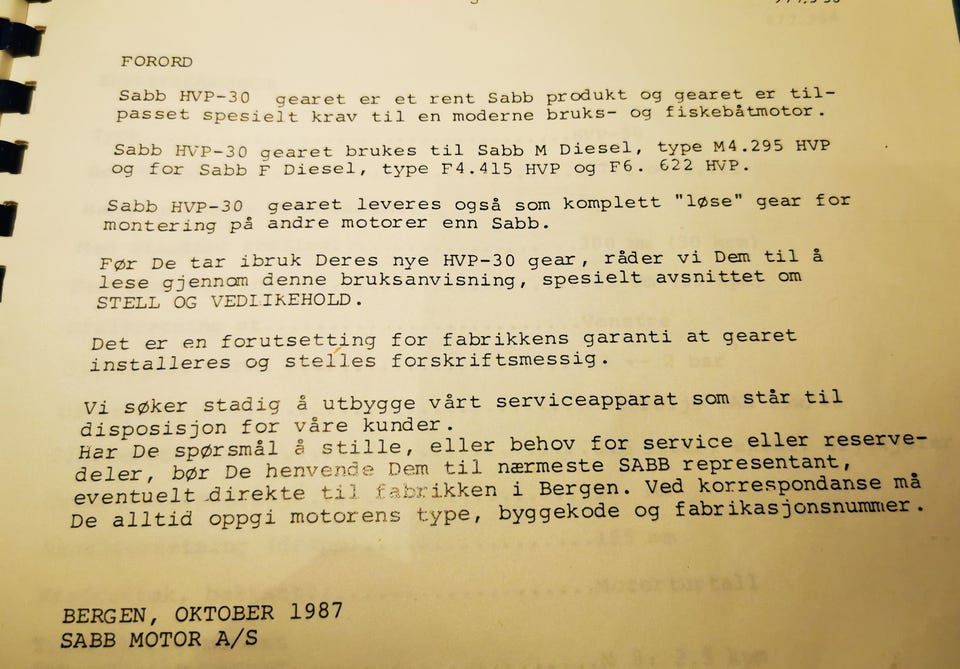 FORORD
Sabb HVP-30 gearet er et rent Sabb produkt og gearet er til-
passet spesielt krav til en moderne bruks- og fiskebåtmotor.
Sabb HVP-30 gearet brukes til Sabb M Diesel, type M4.295 HVP
og for Sabb F Diesel, type F4.415 HVP og F6. 622 HVP.
Sabb HVP-30 gearet leveres også som komplett "løse" gear for
montering på andre motorer enn Sabb.
Før De tar ibruk Deres nye HVP-30 gear, råder vi Dem til å
lese gjennom denne bruksanvisning, spesielt avsnittet om
STELL OG VEDLIKEHOLD.
Det er en forutsetting for fabrikkens garanti at gearet
installeres og stelles forskriftsmessig.
Vi søker stadig å utbygge vårt serviceapparat som står til
disposisjon for våre kunder.
Har De spørsmål å stille, eller behov for service eller reserve-
deler, bør De henvende Dem til nærmeste SABB representant,
eventuelt direkte til fabrikken i Bergen. Ved korrespondanse må
De alltid oppgi motorens type, byggekode og fabrikasjonsnummer.
BERGEN, OKTOBER 1987
SABB MOTOR A/S